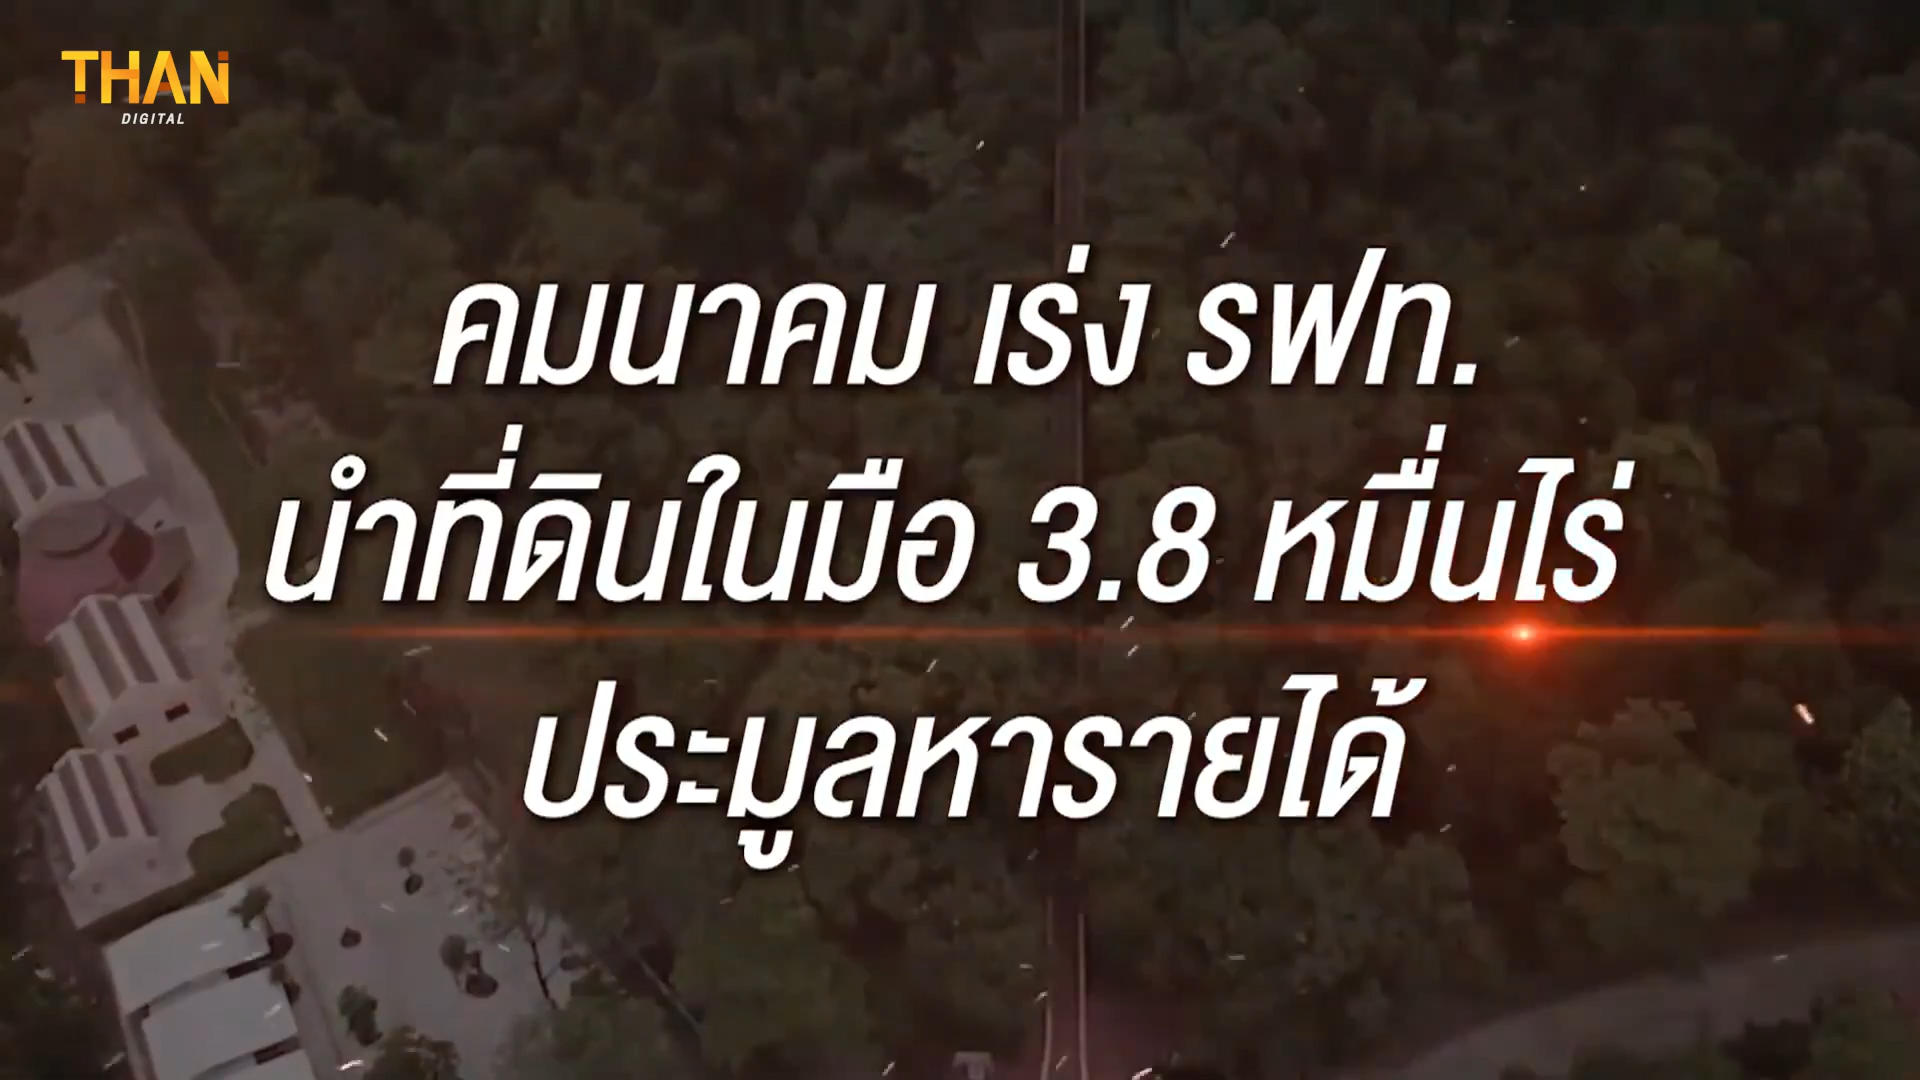 THAN
DIGITAL
คมนาคม เร่ง รฟท.
นำที่ดินในมือ 3.8 หมื่นไร่
ประมูลหารายได้